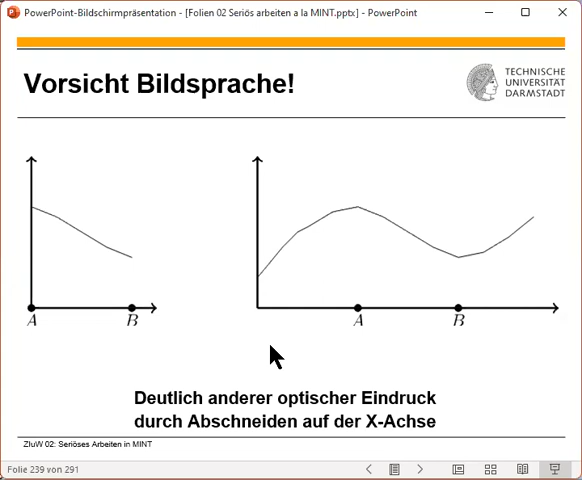 PowerPoint-Bildschirmpräsentation - [Folien 02 Seriös arbeiten a la MINT.pptx] - PowerPoint
Vorsicht Bildsprache!
TECHNISCHE
UNIVERSITÄT
DARMSTADT
A B A B
Deutlich anderer optischer Eindruck
durch Abschneiden auf der X-Achse
ZIuW 02: Seriöses Arbeiten in MINT
Folie 239 von 291